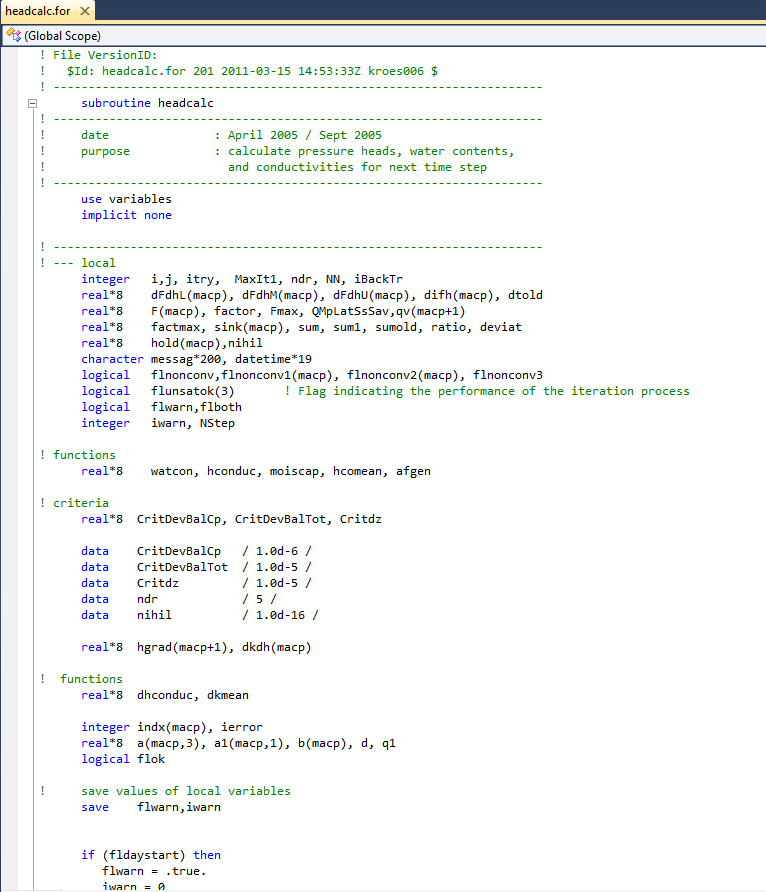 headcalc.for
(Global Scope)
! File VersionID:
!   $Id: headcalc.for 201 2011-03-15 14:53:33Z kroes006 $
! ----------------------------------------------------------------------
      subroutine headcalc
! ----------------------------------------------------------------------
!     date               : April 2005 / Sept 2005
!     purpose            : calculate pressure heads, water contents,
!                          and conductivities for next time step
! ----------------------------------------------------------------------
      use variables
      implicit none
! ----------------------------------------------------------------------
! --- local
      integer   i,j, itry,  MaxIt1, ndr, NN, iBackTr
      real*8    dFdhL(macp), dFdhM(macp), dFdhU(macp), difh(macp), dtold
      real*8    F(macp), factor, Fmax, QMpLatSsSav,qv(macp+1)
      real*8    factmax, sink(macp), sum, sum1, sumold, ratio, deviat
      real*8    hold(macp),nihil
      character messag*200, datetime*19
      logical   flnonconv,flnonconv1(macp), flnonconv2(macp), flnonconv3
      logical   flunsatok(3)       ! Flag indicating the performance of the iteration process
      logical   flwarn,flboth
      integer   iwarn, NStep
! functions
      real*8    watcon, hconduc, moiscap, hcomean, afgen
! criteria
      real*8  CritDevBalCp, CritDevBalTot, Critdz
      data    CritDevBalCp   / 1.0d-6 /
      data    CritDevBalTot  / 1.0d-5 /
      data    Critdz         / 1.0d-5 /
      data    ndr            / 5 /
      data    nihil          / 1.0d-16 /
      real*8  hgrad(macp+1), dkdh(macp)
!  functions
      real*8  dhconduc, dkmean
      integer indx(macp), ierror
      real*8  a(macp,3), a1(macp,1), b(macp), d, q1
      logical flok
!     save values of local variables
      save    flwarn,iwarn
      if (fldaystart) then
         flwarn = .true.
         iwarn = 0